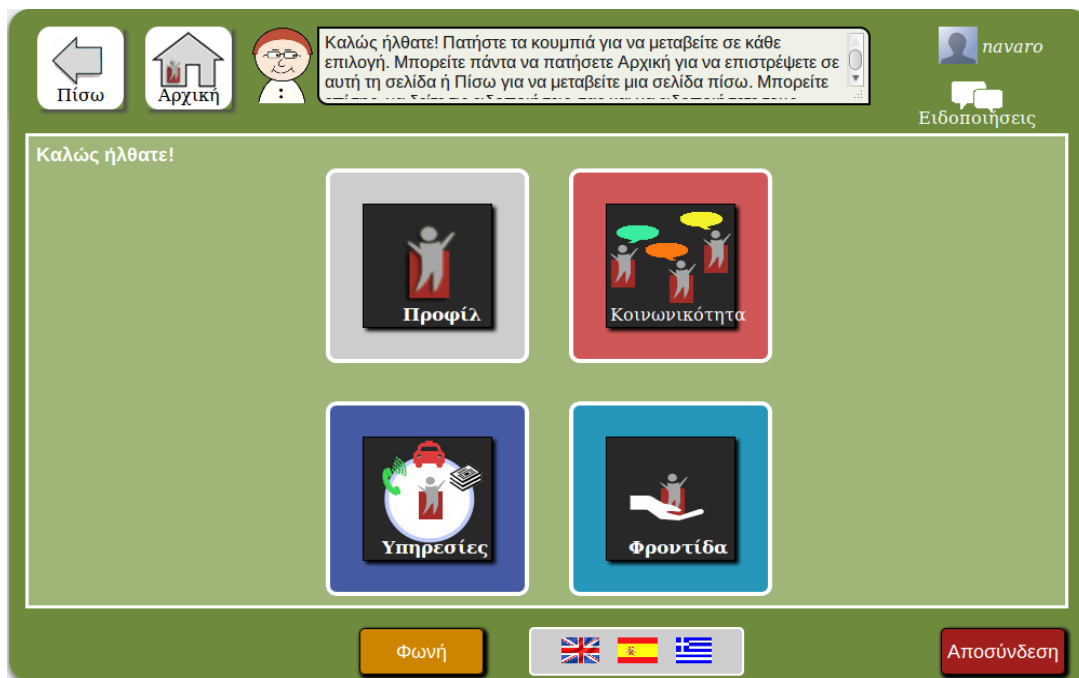 Πίσω
Αρχική
Καλώς ήλθατε! Πατήστε τα κουμπιά για να μεταβείτε σε κάθε
επιλογή. Μπορείτε πάντα να πατήσετε Αρχική για να επιστρέψετε σε
αυτή τη σελίδα ή Πίσω για να μεταβείτε μια σελίδα πίσω. Μπορείτε
navaro
Ειδοποιήσεις
Καλώς ήλθατε!
Προφίλ
Κοινωνικότητα
Υπηρεσίες
Φροντίδα
Φωνή
Αποσύνδεση